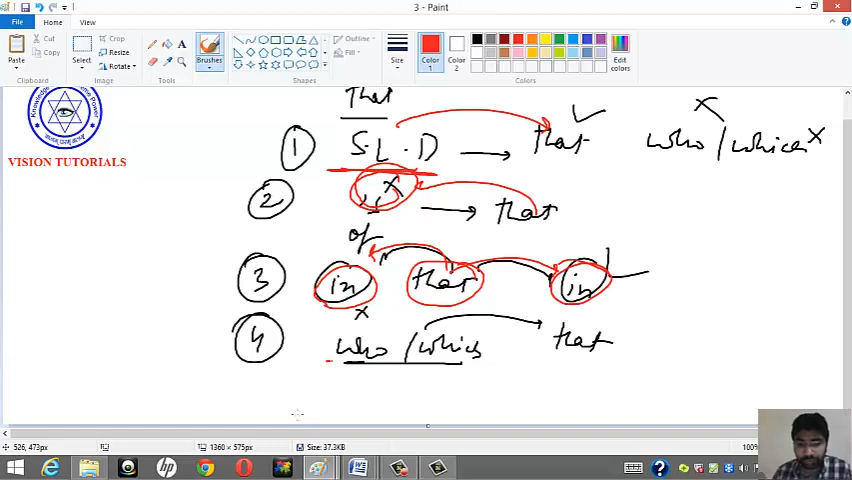 3 - Paint
File Home View
Cut
Copy
Paste
Clipboard
Crop
Resize
Rotate
Select
Image
Tools
Brushes
Outline
Fill
Shapes
Size
Color 1
Color 2
Edit colors
Colors
VISION TUTORIALS
That
1 S.L.D → that who / which
2 → that
of
3 in that in
4 who / which that
526, 473px
1360 × 575px
Size: 37.3KB
100%